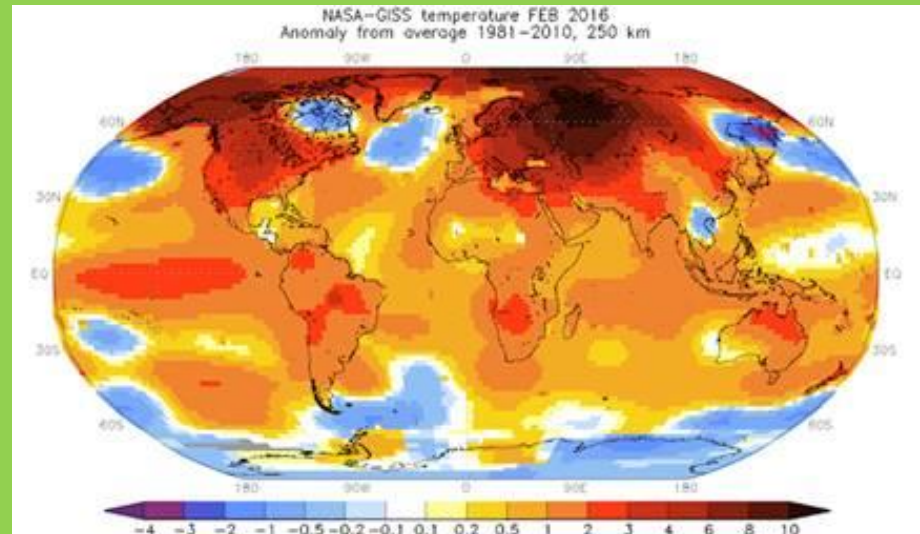 NASA-GISS temperature FEB 2016
Anomaly from average 1981-2010, 250 km
180 90W 0 90E 180
60N 60N
30N 30N
EQ EQ
30S 30S
60S 60S
180 90W 0 90E 180
-4 -3 -2 -1 -0.5 -0.2 -0.1 0.1 0.2 0.5 1 2 3 4 6 8 10